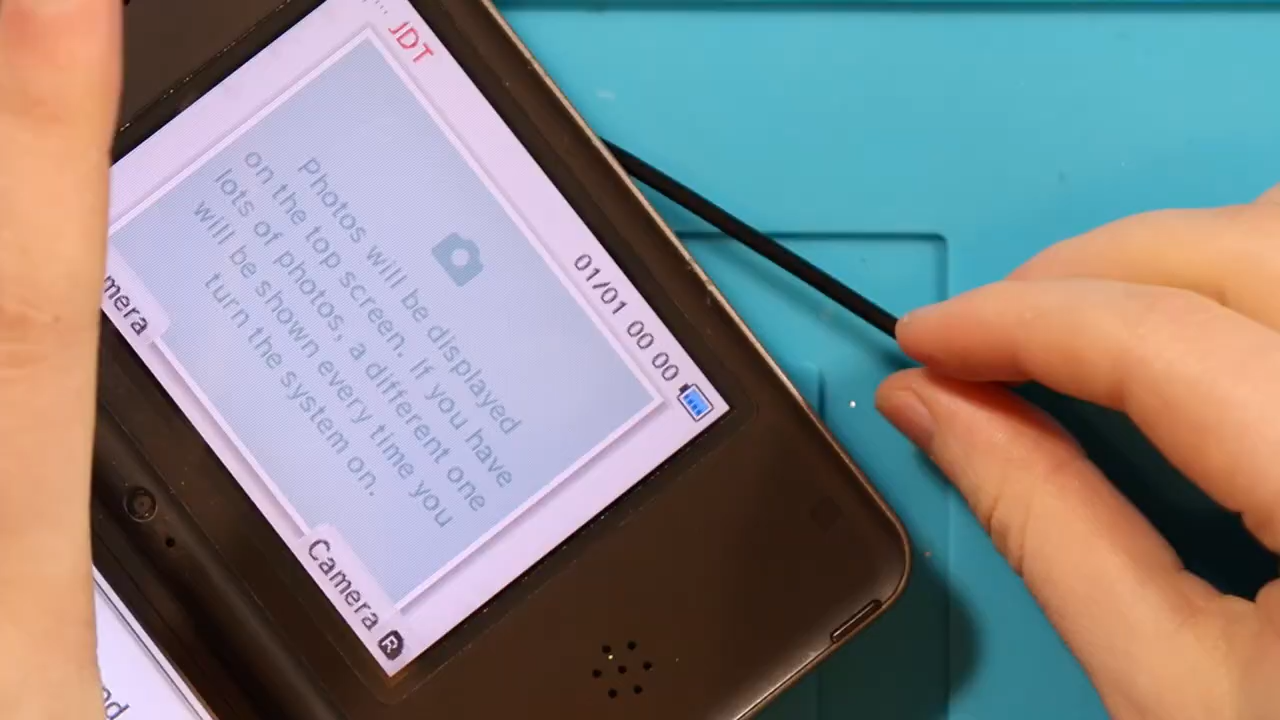 JDT
01/01 00 00
Photos will be displayed
on the top screen. If you have
lots of photos, a different one
will be shown every time you
turn the system on.
mera
Camera R